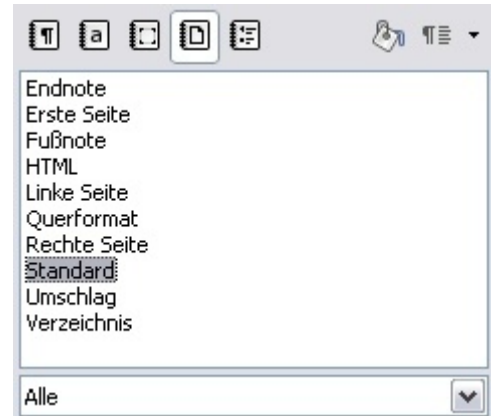 Endnote
Erste Seite
Fußnote
HTML
Linke Seite
Querformat
Rechte Seite
Standard
Umschlag
Verzeichnis
Alle